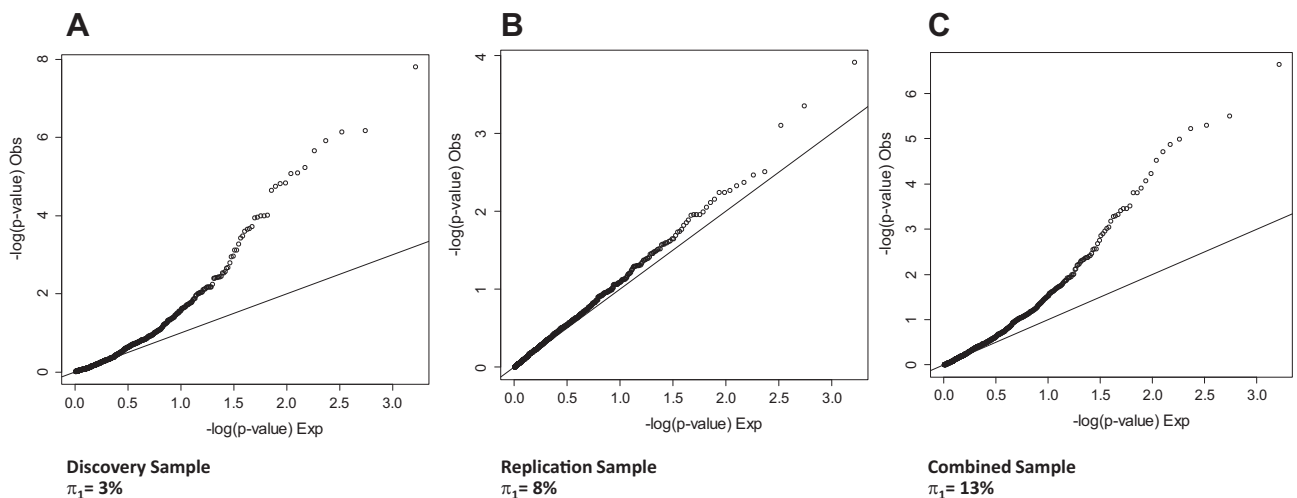 A
-log(p-value) Obs
8
6
4
2
0
0.0 0.5 1.0 1.5 2.0 2.5 3.0
-log(p-value) Exp
Discovery Sample
π1= 3%
B
-log(p-value) Obs
4
3
2
1
0
0.0 0.5 1.0 1.5 2.0 2.5 3.0
-log(p-value) Exp
Replication Sample
π1= 8%
C
-log(p-value) Obs
6
5
4
3
2
1
0
0.0 0.5 1.0 1.5 2.0 2.5 3.0
-log(p-value) Exp
Combined Sample
π1= 13%